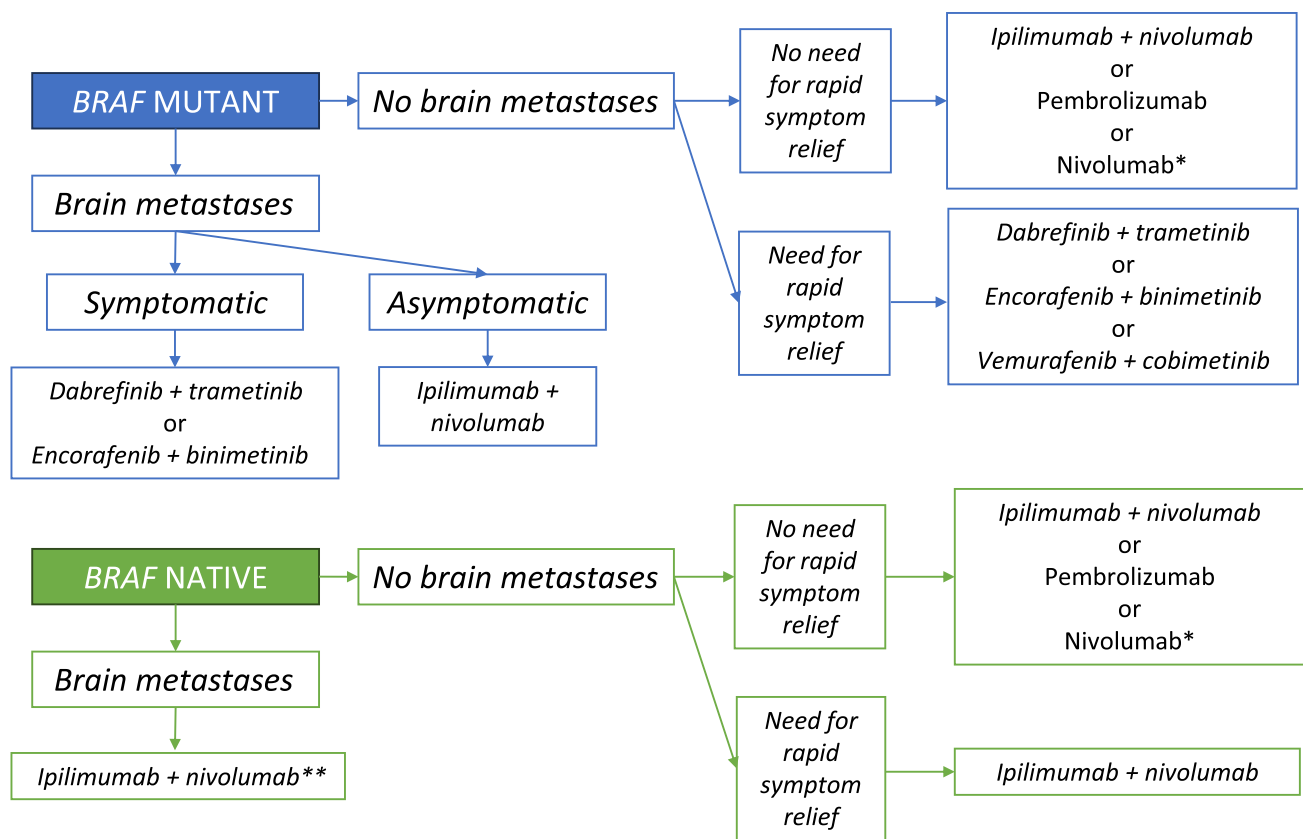 BRAF MUTANT
No brain metastases
No need
for rapid
symptom
relief
Ipilimumab + nivolumab
or
Pembrolizumab
or
Nivolumab*
Need for
rapid
symptom
relief
Dabrefinib + trametinib
or
Encorafenib + binimetinib
or
Vemurafenib + cobimetinib
Brain metastases
Symptomatic
Asymptomatic
Dabrefinib + trametinib
or
Encorafenib + binimetinib
Ipilimumab +
nivolumab
BRAF NATIVE
No brain metastases
No need
for rapid
symptom
relief
Ipilimumab + nivolumab
or
Pembrolizumab
or
Nivolumab*
Need for
rapid
symptom
relief
Ipilimumab + nivolumab
Brain metastases
Ipilimumab + nivolumab**